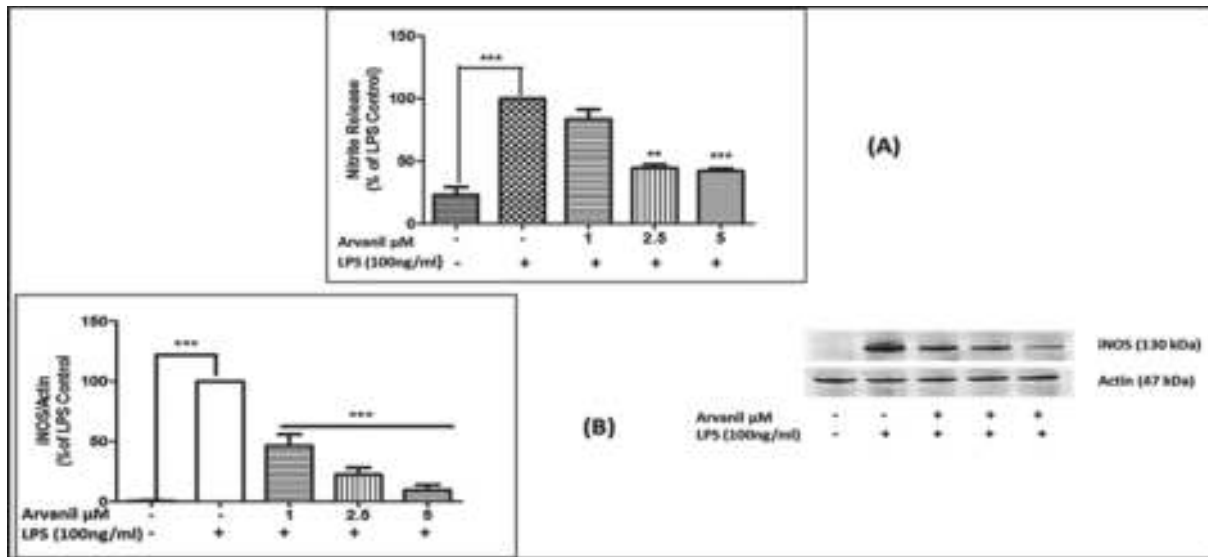 150
100
50
0
Nitrite Release
(% of LPS Control)
***
**
***
Arvanil µM - - 1 2.5 5
LPS (100ng/ml) - + + + +
(A)
150
100
50
0
iNOS/Actin
(% of LPS Control
***
***
Arvanil µM - - 1 2.5 5
LPS (100ng/ml) - + + + +
(B)
iNOS (130 kDa)
Actin (47 kDa)
Arvanil µM - - + + +
LPS (100ng/ml) - + + + +